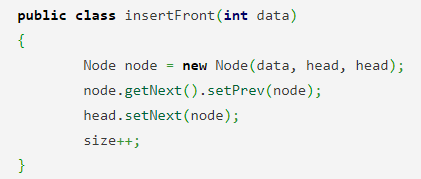 public class insertFront(int data)
{
Node node = new Node(data, head, head);
node.getNext().setPrev(node);
head.setNext(node);
size++;
}